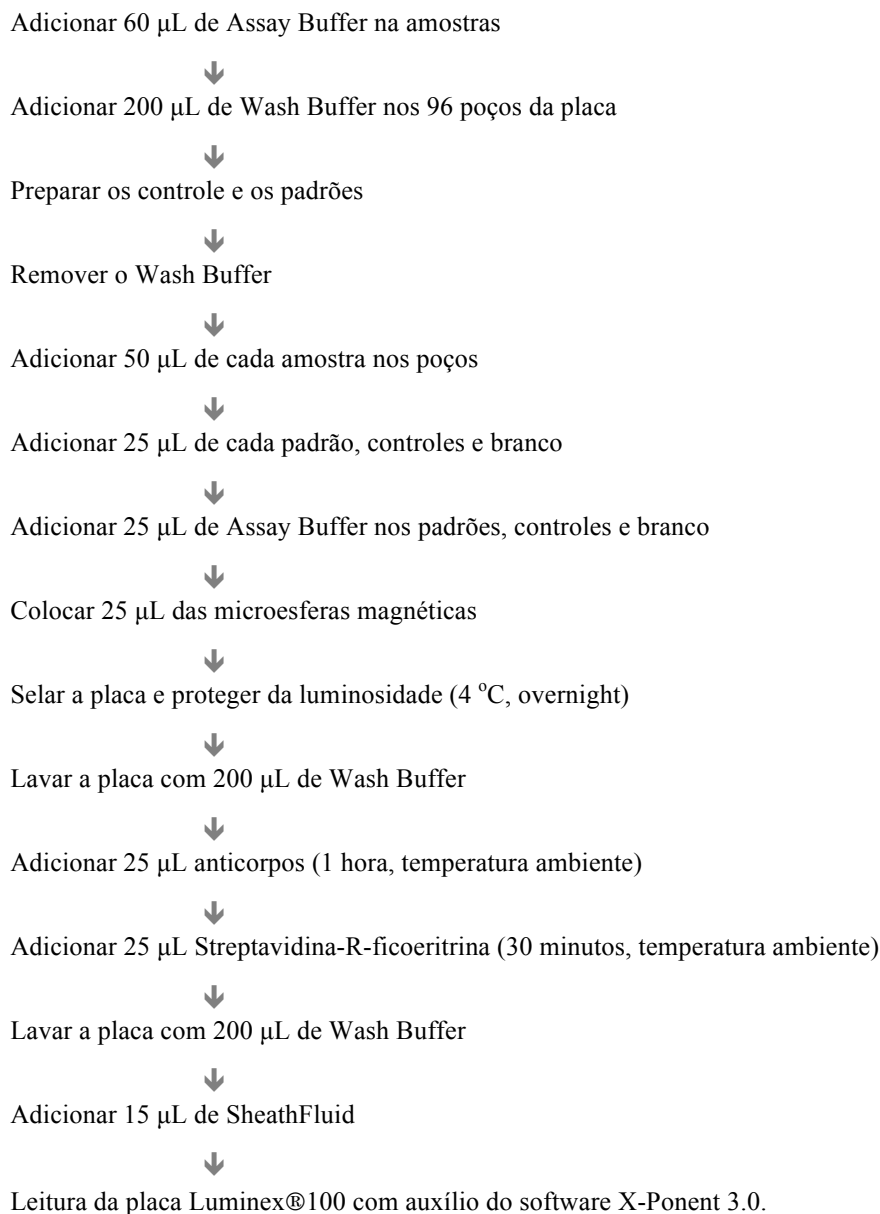 Adicionar 60 μL de Assay Buffer na amostras
Adicionar 200 μL de Wash Buffer nos 96 poços da placa
Preparar os controle e os padrões
Remover o Wash Buffer
Adicionar 50 μL de cada amostra nos poços
Adicionar 25 μL de cada padrão, controles e branco
Adicionar 25 μL de Assay Buffer nos padrões, controles e branco
Colocar 25 μL das microesferas magnéticas
Selar a placa e proteger da luminosidade (4 ºC, overnight)
Lavar a placa com 200 μL de Wash Buffer
Adicionar 25 μL anticorpos (1 hora, temperatura ambiente)
Adicionar 25 μL Streptavidina-R-ficoeritrina (30 minutos, temperatura ambiente)
Lavar a placa com 200 μL de Wash Buffer
Adicionar 15 μL de SheathFluid
Leitura da placa Luminex®100 com auxílio do software X-Ponent 3.0.